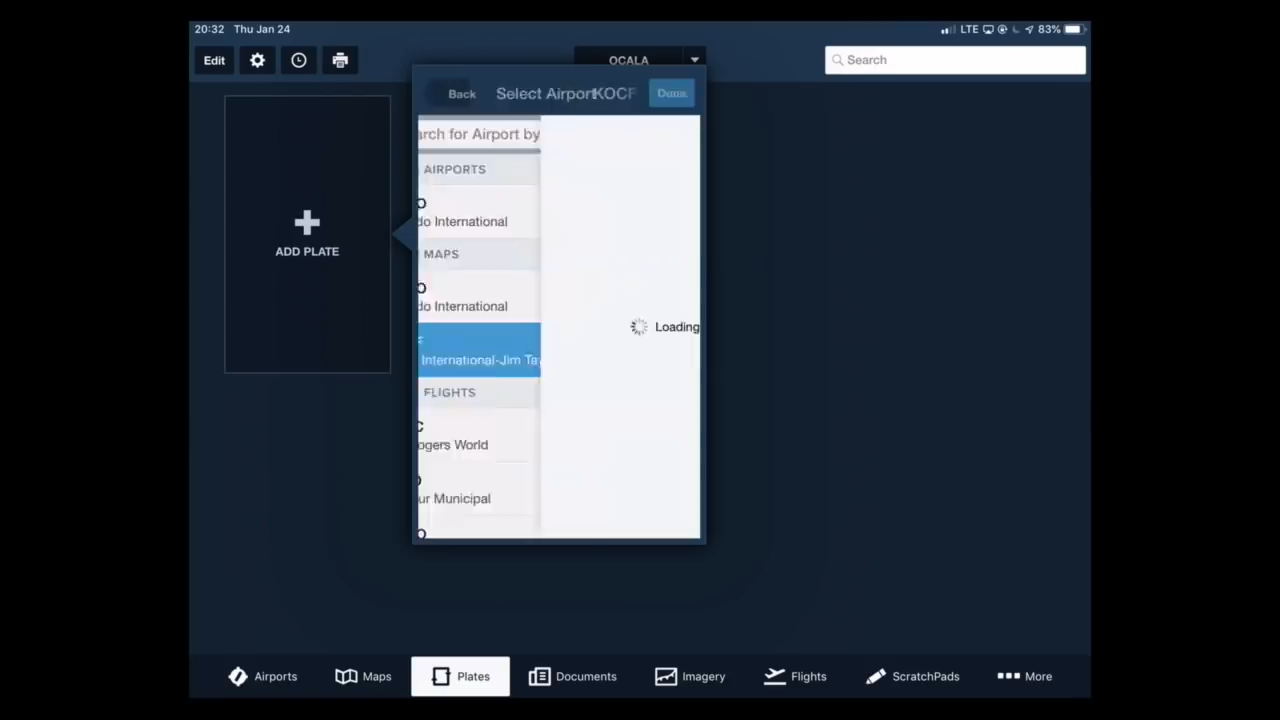 20:32 Thu Jan 24
LTE 83%
Edit
OCALA
Search
Back Select Airport KOCF Done
rch for Airport by
AIRPORTS
O
do International
MAPS
O
do International
International-Jim Tay
FLIGHTS
C
ogers World
ur Municipal
O
Loading
ADD PLATE
Airports Maps Plates Documents Imagery Flights ScratchPads More